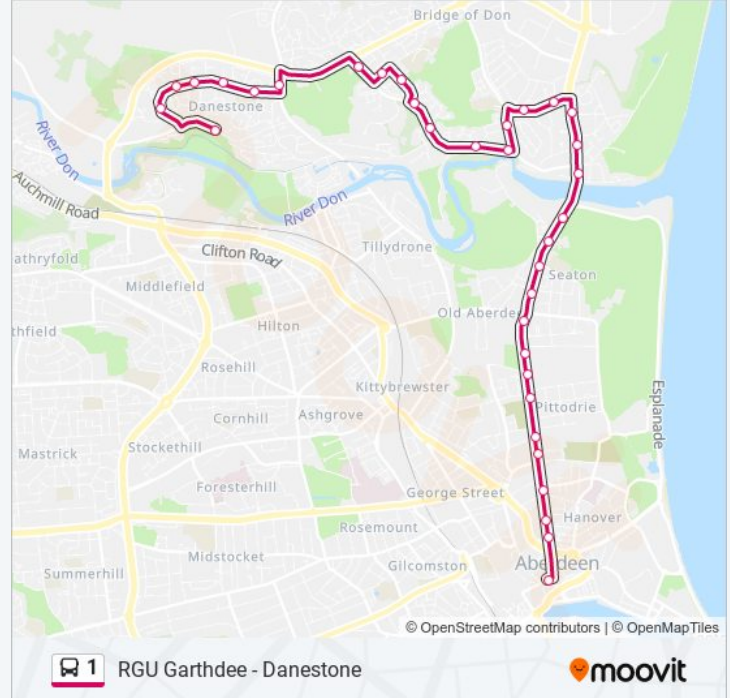 Bridge of Don
Danestone
River Don
Auchmill Road
River Don
Clifton Road
Tillydrone
athryfold
Seaton
Middlefield
Old Aberdee
Hilton
thfield
Rosehill
Kittybrewster
Esplanade
Cornhill
Ashgrove
Pittodrie
Mastrick
Stockethill
Foresterhill
George Street
Rosemount
Hanover
Midstocket
Gilcomston
Aberdeen
Summerhill
© OpenStreetMap contributors | © OpenMapTiles
1 RGU Garthdee - Danestone
moovit